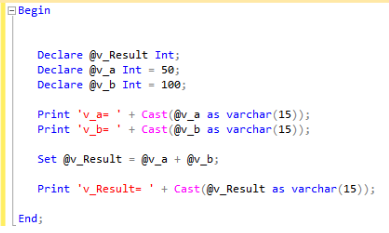 Begin
Declare @v_Result Int;
Declare @v_a Int = 50;
Declare @v_b Int = 100;
Print 'v_a= ' + Cast(@v_a as varchar(15));
Print 'v_b= ' + Cast(@v_b as varchar(15));
Set @v_Result = @v_a + @v_b;
Print 'v_Result= ' + Cast(@v_Result as varchar(15));
End;